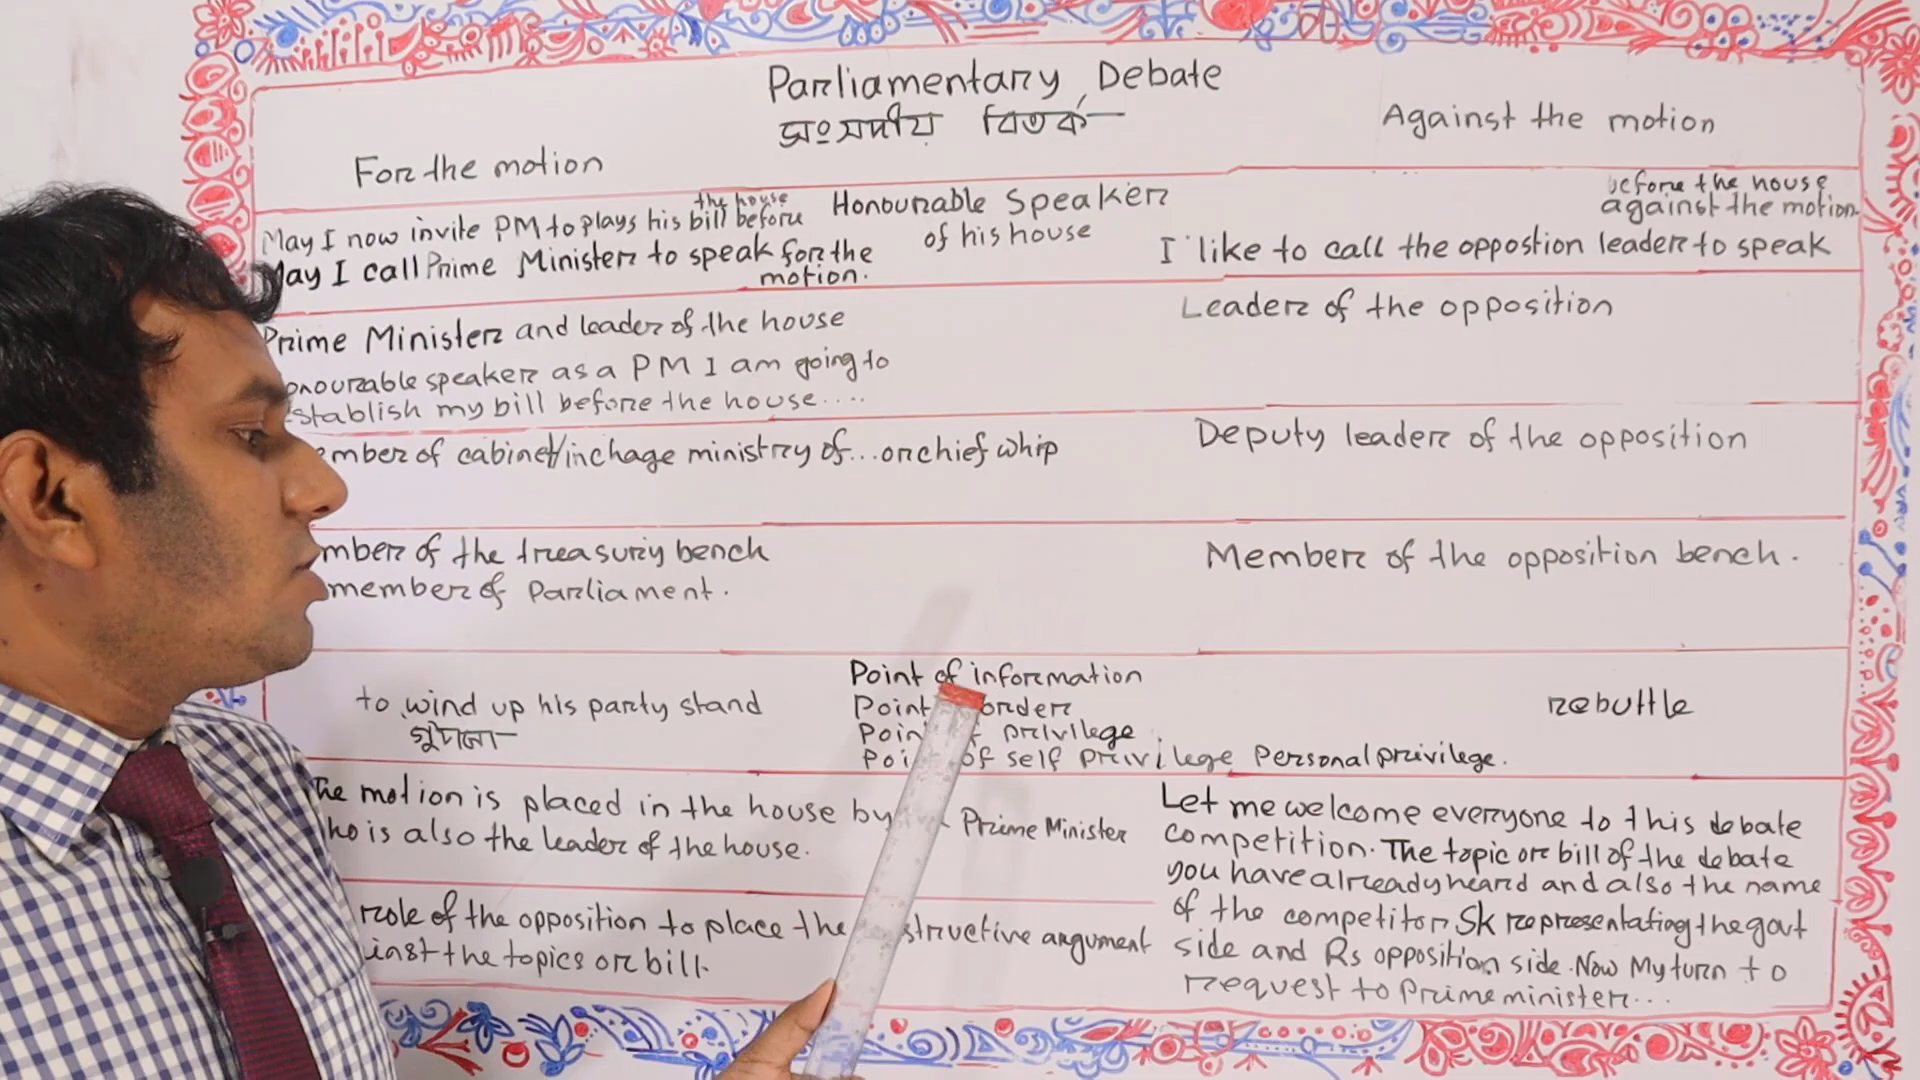 Parliamentary Debate
সংসদীয় বিতর্ক
For the motion
Against the motion
the house
May I now invite PM to plays his bill before
May I call Prime Minister to speak for the
motion.
Honourable Speaker
of his house
before the house
against the motion.
I like to call the oppostion leader to speak
Prime Minister and leader of the house
onourable speaker as a PM I am going to
stablish my bill before the house....
Leader of the opposition
mber of cabinet/inchage ministry of...or chief whip
Deputy leader of the opposition
mber of the treasury bench
member of Parliament.
Member of the opposition bench.
to wind up his party stand
Point of information
Point order
Point privilege
Poi of self privilege Personal privilege.
rebuttle
The motion is placed in the house by Prime Minister
ho is also the leader of the house.
role of the opposition to place the structive argument
inst the topics or bill.
Let me welcome everyone to this debate
competition. The topic or bill of the debate
you have already heard and also the name
of the competitor Sk representating the govt
side and Rs opposition side. Now My turn to
request to Prime minister...